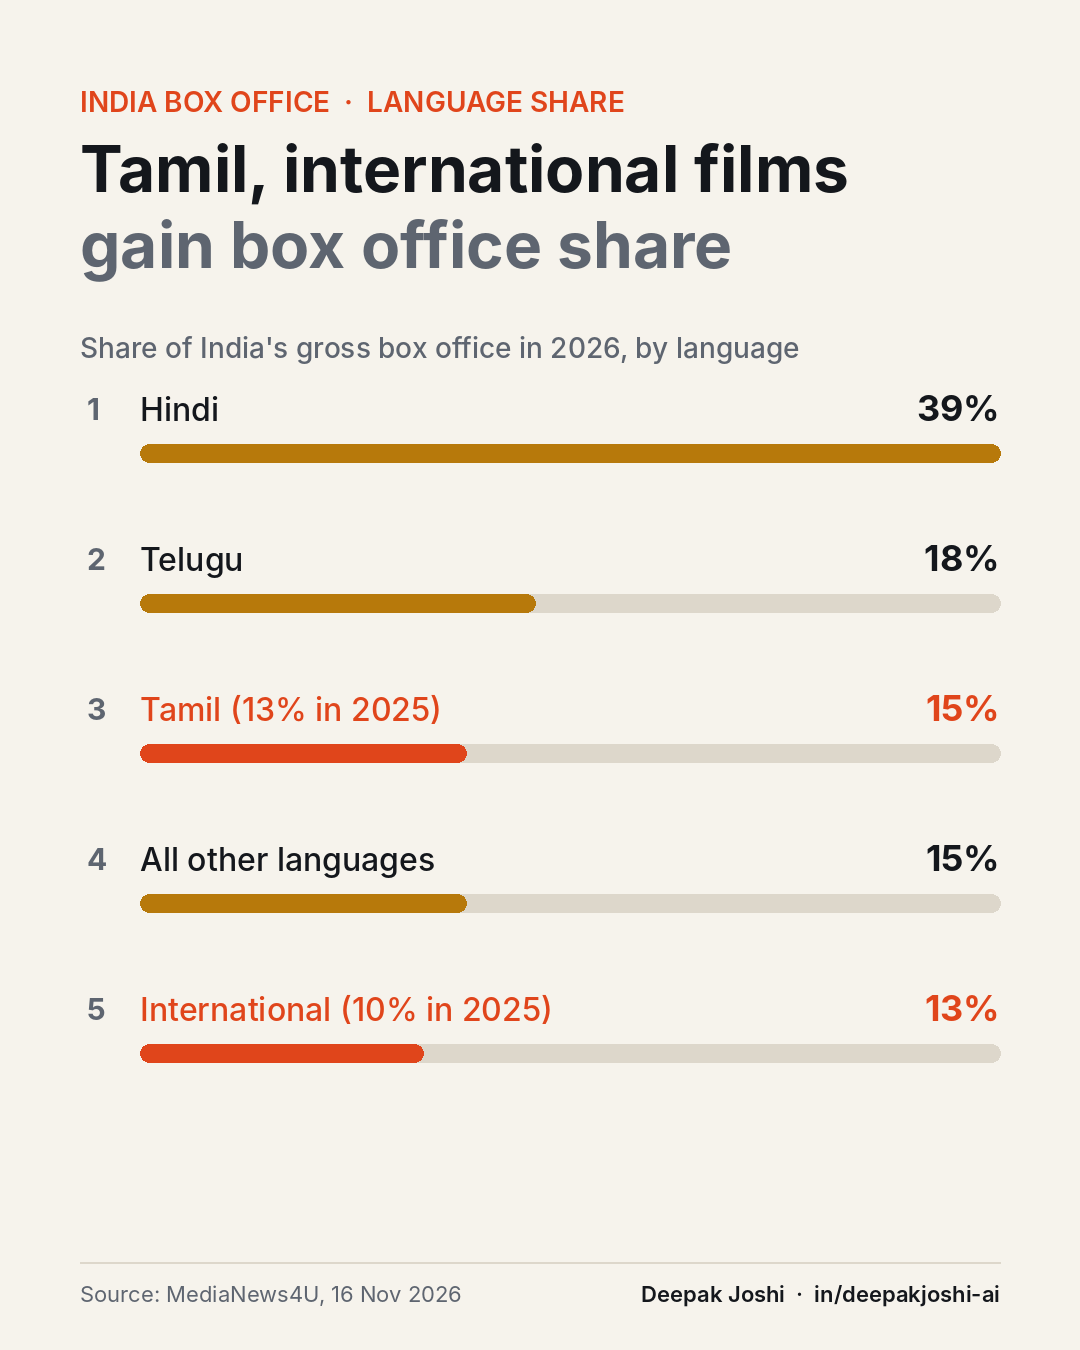 INDIA BOX OFFICE · LANGUAGE SHARE
Tamil, international films
gain box office share
Share of India's gross box office in 2026, by language
1 Hindi 39%
2 Telugu 18%
3 Tamil (13% in 2025) 15%
4 All other languages 15%
5 International (10% in 2025) 13%
Source: MediaNews4U, 16 Nov 2026 Deepak Joshi · in/deepakjoshi-ai